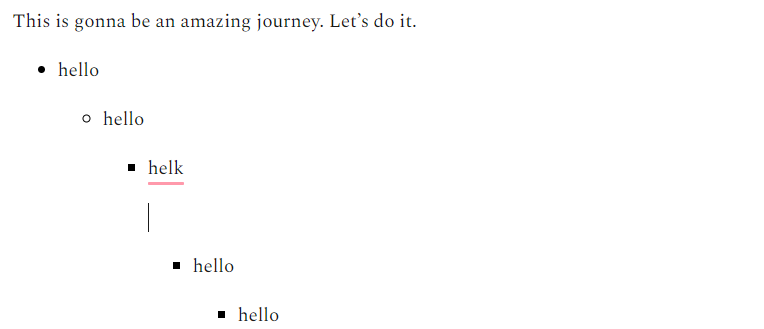 This is gonna be an amazing journey. Let’s do it.
hello
hello
helk
hello
hello